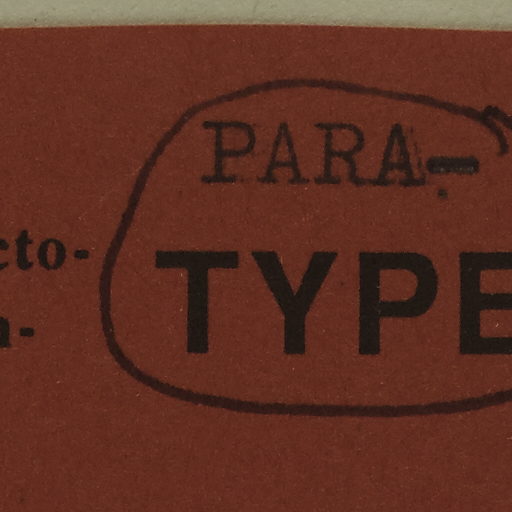 PARA-
TYPE
cto-